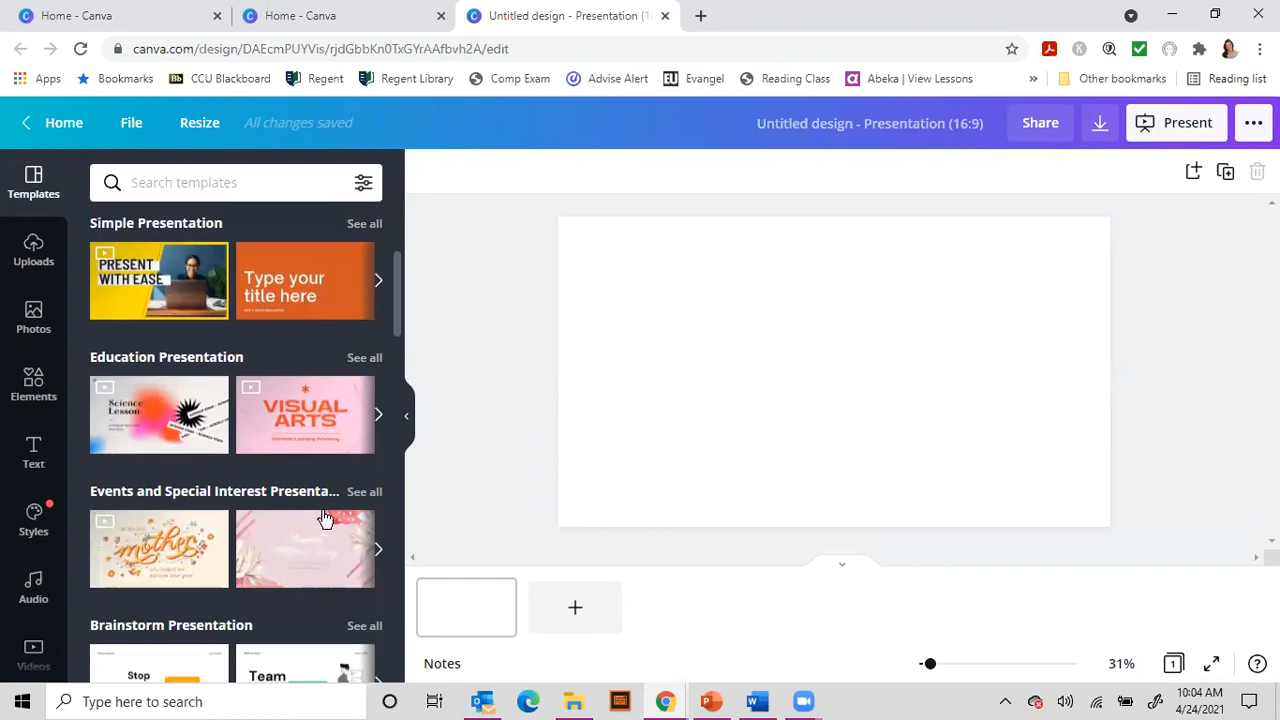 Home - Canva
Home - Canva
Untitled design - Presentation (1
canva.com/design/DAEcmPUYVis/rjdGbbKn0TxGYrAAfbvh2A/edit
Apps
Bookmarks
Bb CCU Blackboard
Regent
Regent Library
Comp Exam
Advise Alert
EU Evangel
Reading Class
a Abeka | View Lessons
»
Other bookmarks
Reading list
Home
File
Resize
All changes saved
Untitled design - Presentation (16:9)
Share
Present
Templates
Uploads
Photos
Elements
Text
Styles
Audio
Videos
Search templates
Simple Presentation
See all
PRESENT
WITH EASE
Type your
title here
Education Presentation
See all
Science
Lesson
VISUAL
ARTS
Events and Special Interest Presenta...
See all
mother
Brainstorm Presentation
See all
Stop
Team
Notes
31%
1
Type here to search
10:04 AM
4/24/2021